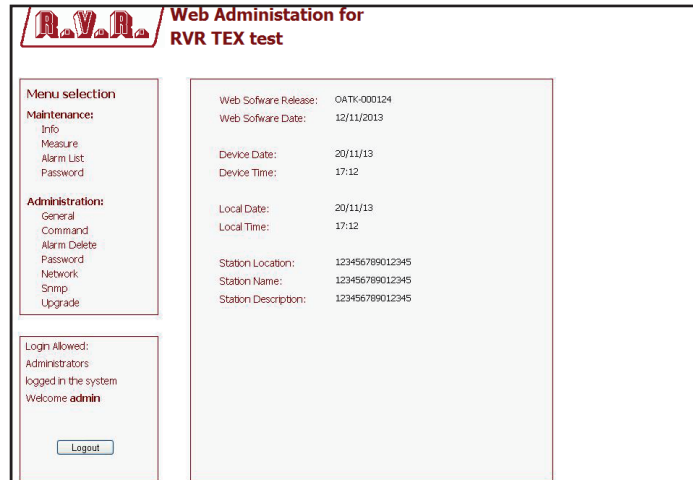 R.V.R.
Web Administation for
RVR TEX test
Menu selection
Maintenance:
Info
Measure
Alarm List
Password
Administration:
General
Command
Alarm Delete
Password
Network
Snmp
Upgrade
Login Allowed:
Administrators
logged in the system
Welcome admin
Logout
Web Sofware Release: OATK-000124
Web Sofware Date: 12/11/2013
Device Date: 20/11/13
Device Time: 17:12
Local Date: 20/11/13
Local Time: 17:12
Station Location: 123456789012345
Station Name: 123456789012345
Station Description: 123456789012345